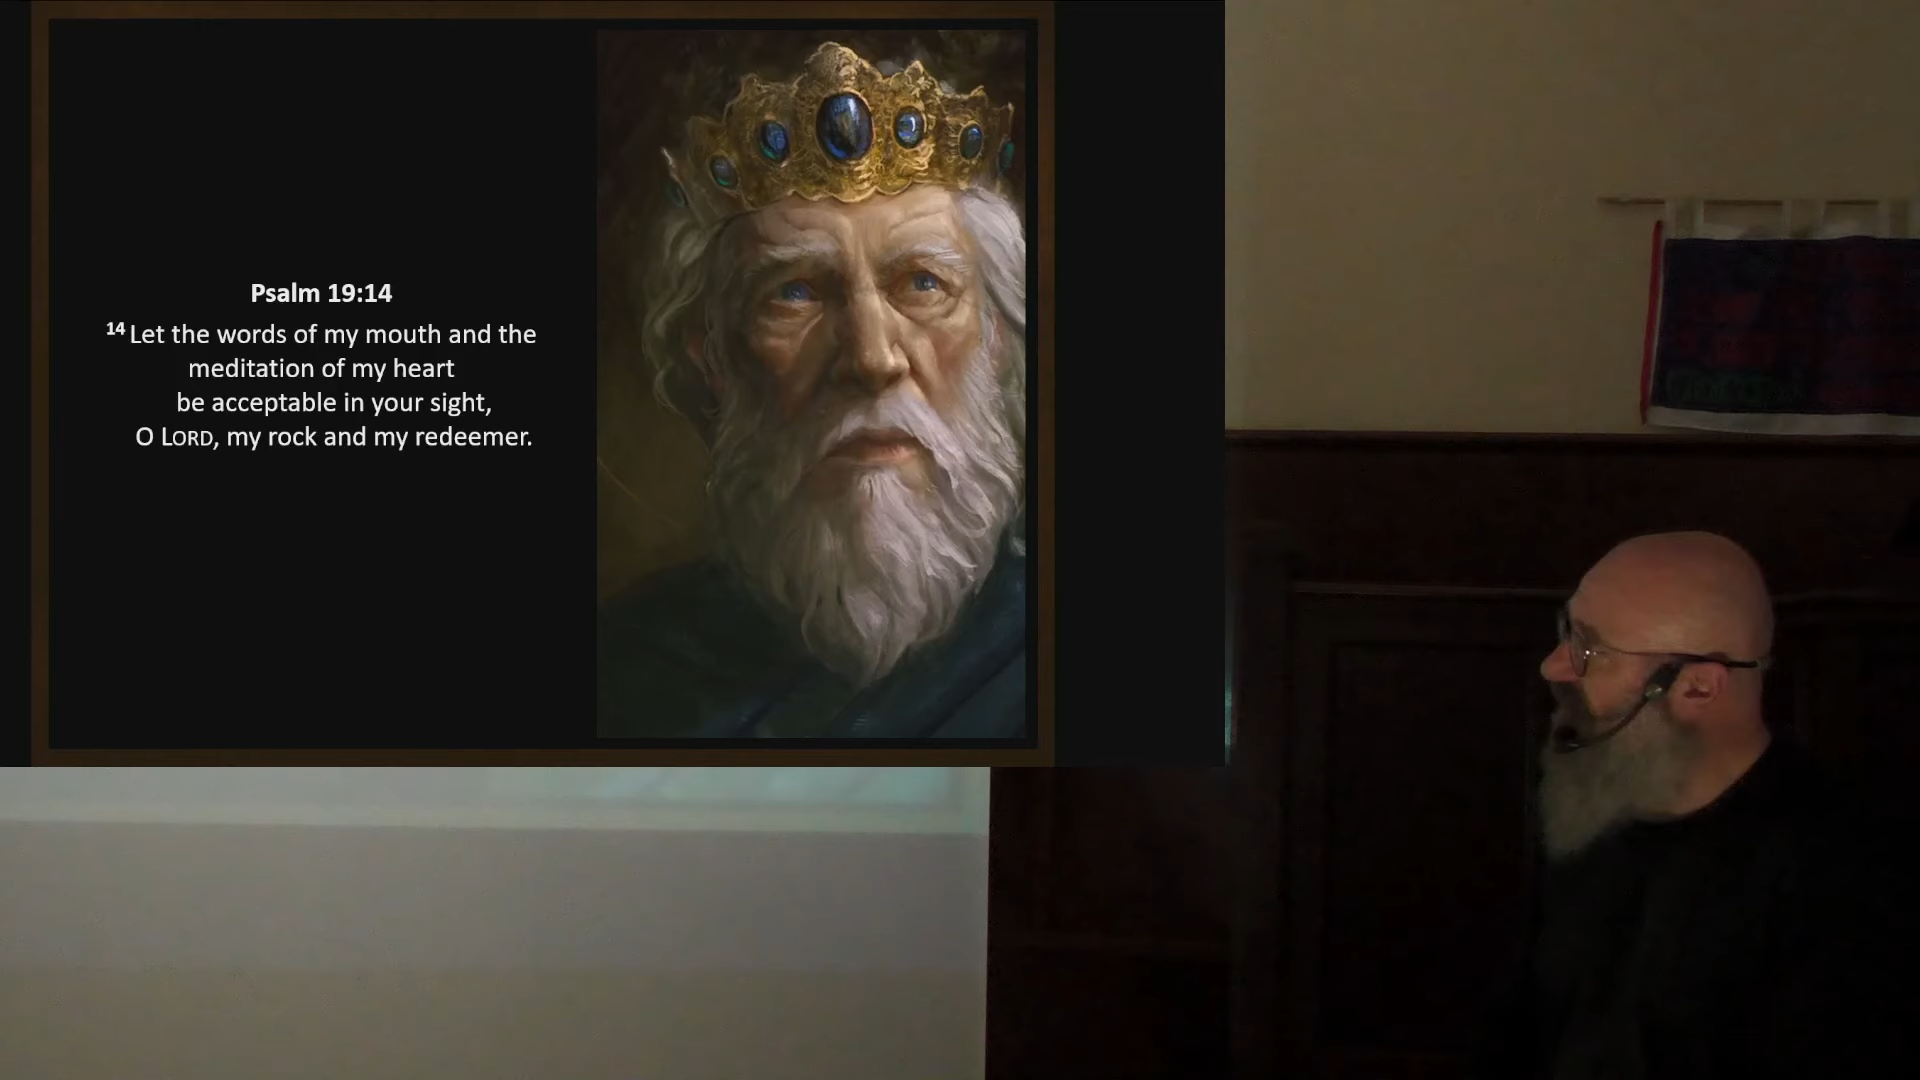 Psalm 19:14
14 Let the words of my mouth and the
meditation of my heart
be acceptable in your sight,
O LORD, my rock and my redeemer.